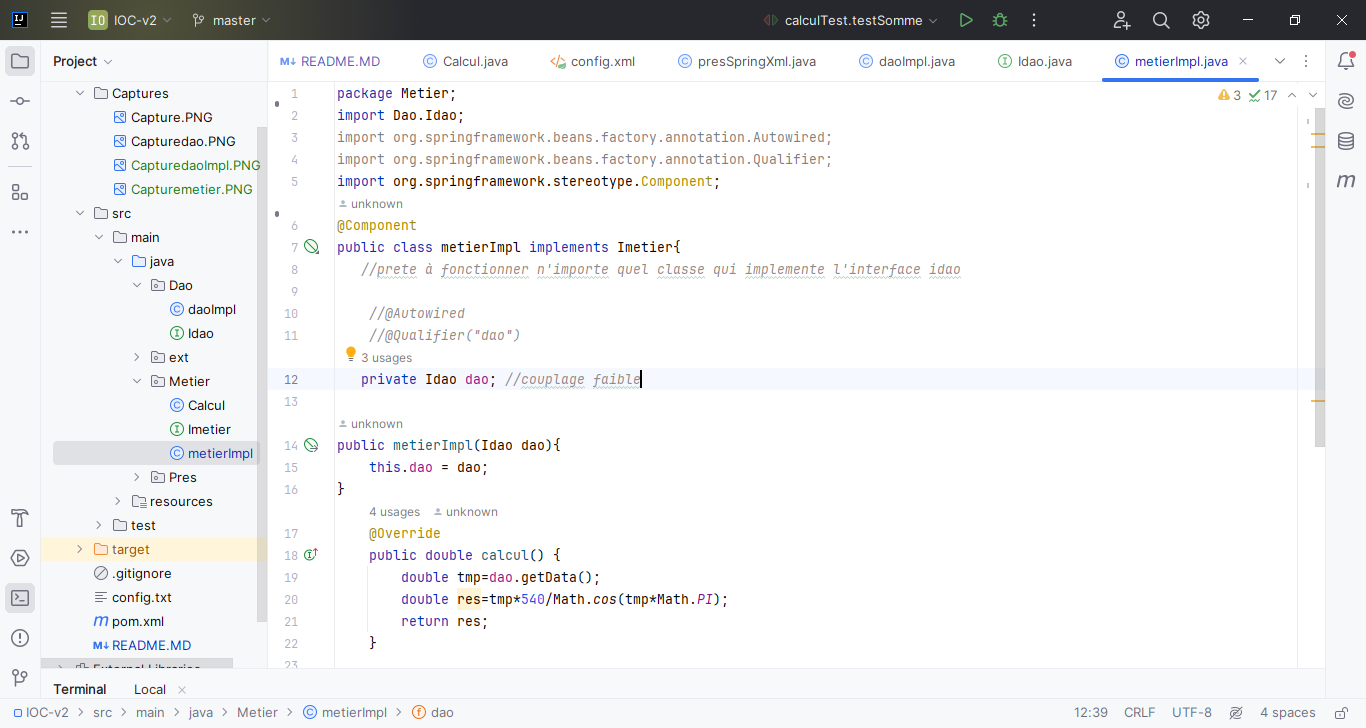 IJ
IO IOC-v2 master calculTest.testSomme
Project
M↓ README.MD Calcul.java config.xml presSpringXml.java daoImpl.java Idao.java metierImpl.java
Captures
Capture.PNG
Capturedao.PNG
CapturedaoImpl.PNG
Capturemetier.PNG
src
main
java
Dao
daoImpl
Idao
ext
Metier
Calcul
Imetier
metierImpl
Pres
resources
test
target
.gitignore
config.txt
m pom.xml
M↓ README.MD
External Libraries
3 17
1 package Metier;
2 import Dao.Idao;
3 import org.springframework.beans.factory.annotation.Autowired;
4 import org.springframework.beans.factory.annotation.Qualifier;
5 import org.springframework.stereotype.Component;
unknown
6 @Component
7 public class metierImpl implements Imetier{
8 //prete à fonctionner n'importe quel classe qui implemente l'interface idao
9
10 //@Autowired
11 //@Qualifier("dao")
3 usages
12 private Idao dao; //couplage faible
13
unknown
14 public metierImpl(Idao dao){
15 this.dao = dao;
16 }
4 usages unknown
17 @Override
18 public double calcul() {
19 double tmp=dao.getData();
20 double res=tmp*540/Math.cos(tmp*Math.PI);
21 return res;
22 }
23
m
Terminal Local
IOC-v2 > src > main > java > Metier > metierImpl > dao
12:39 CRLF UTF-8 4 spaces